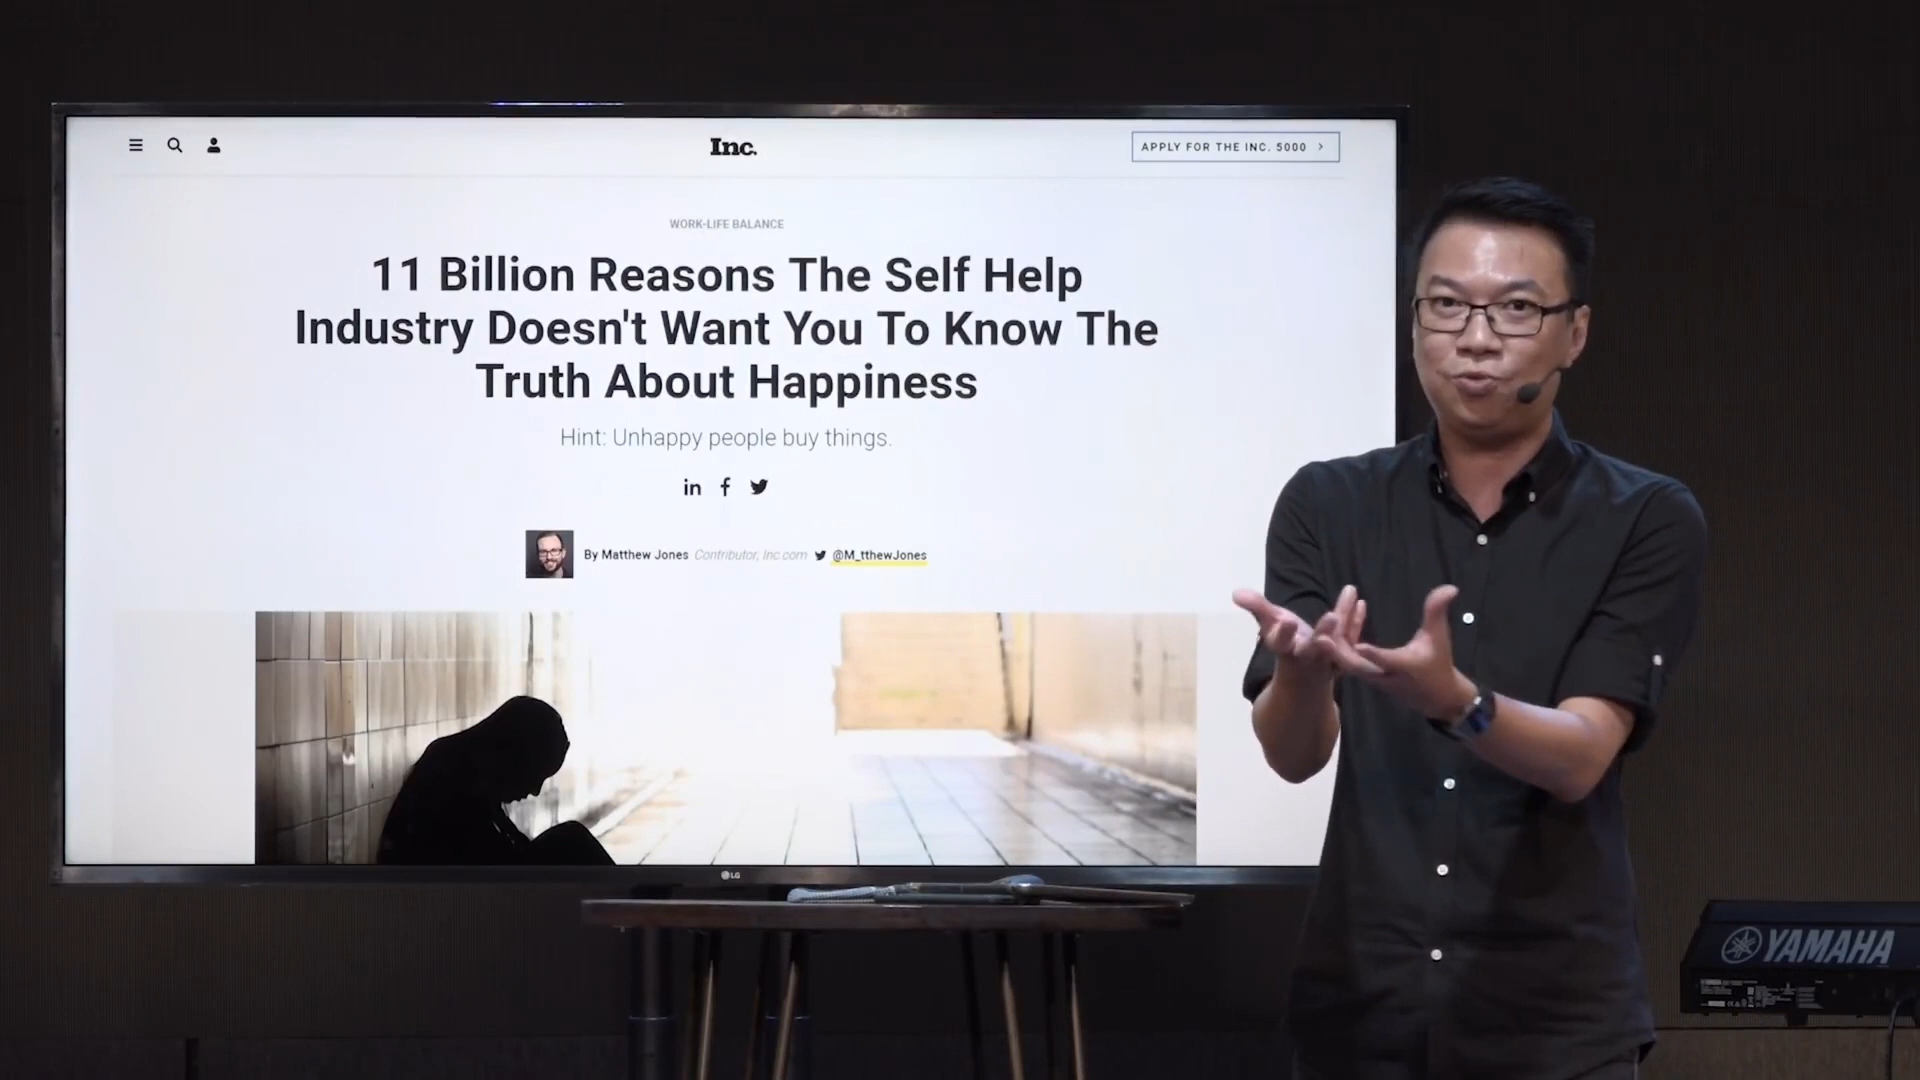 Inc.
APPLY FOR THE INC. 5000 >
WORK-LIFE BALANCE
11 Billion Reasons The Self Help
Industry Doesn't Want You To Know The
Truth About Happiness
Hint: Unhappy people buy things.
in f
By Matthew Jones Contributor, Inc.com @M_tthewJones
LG
YAMAHA